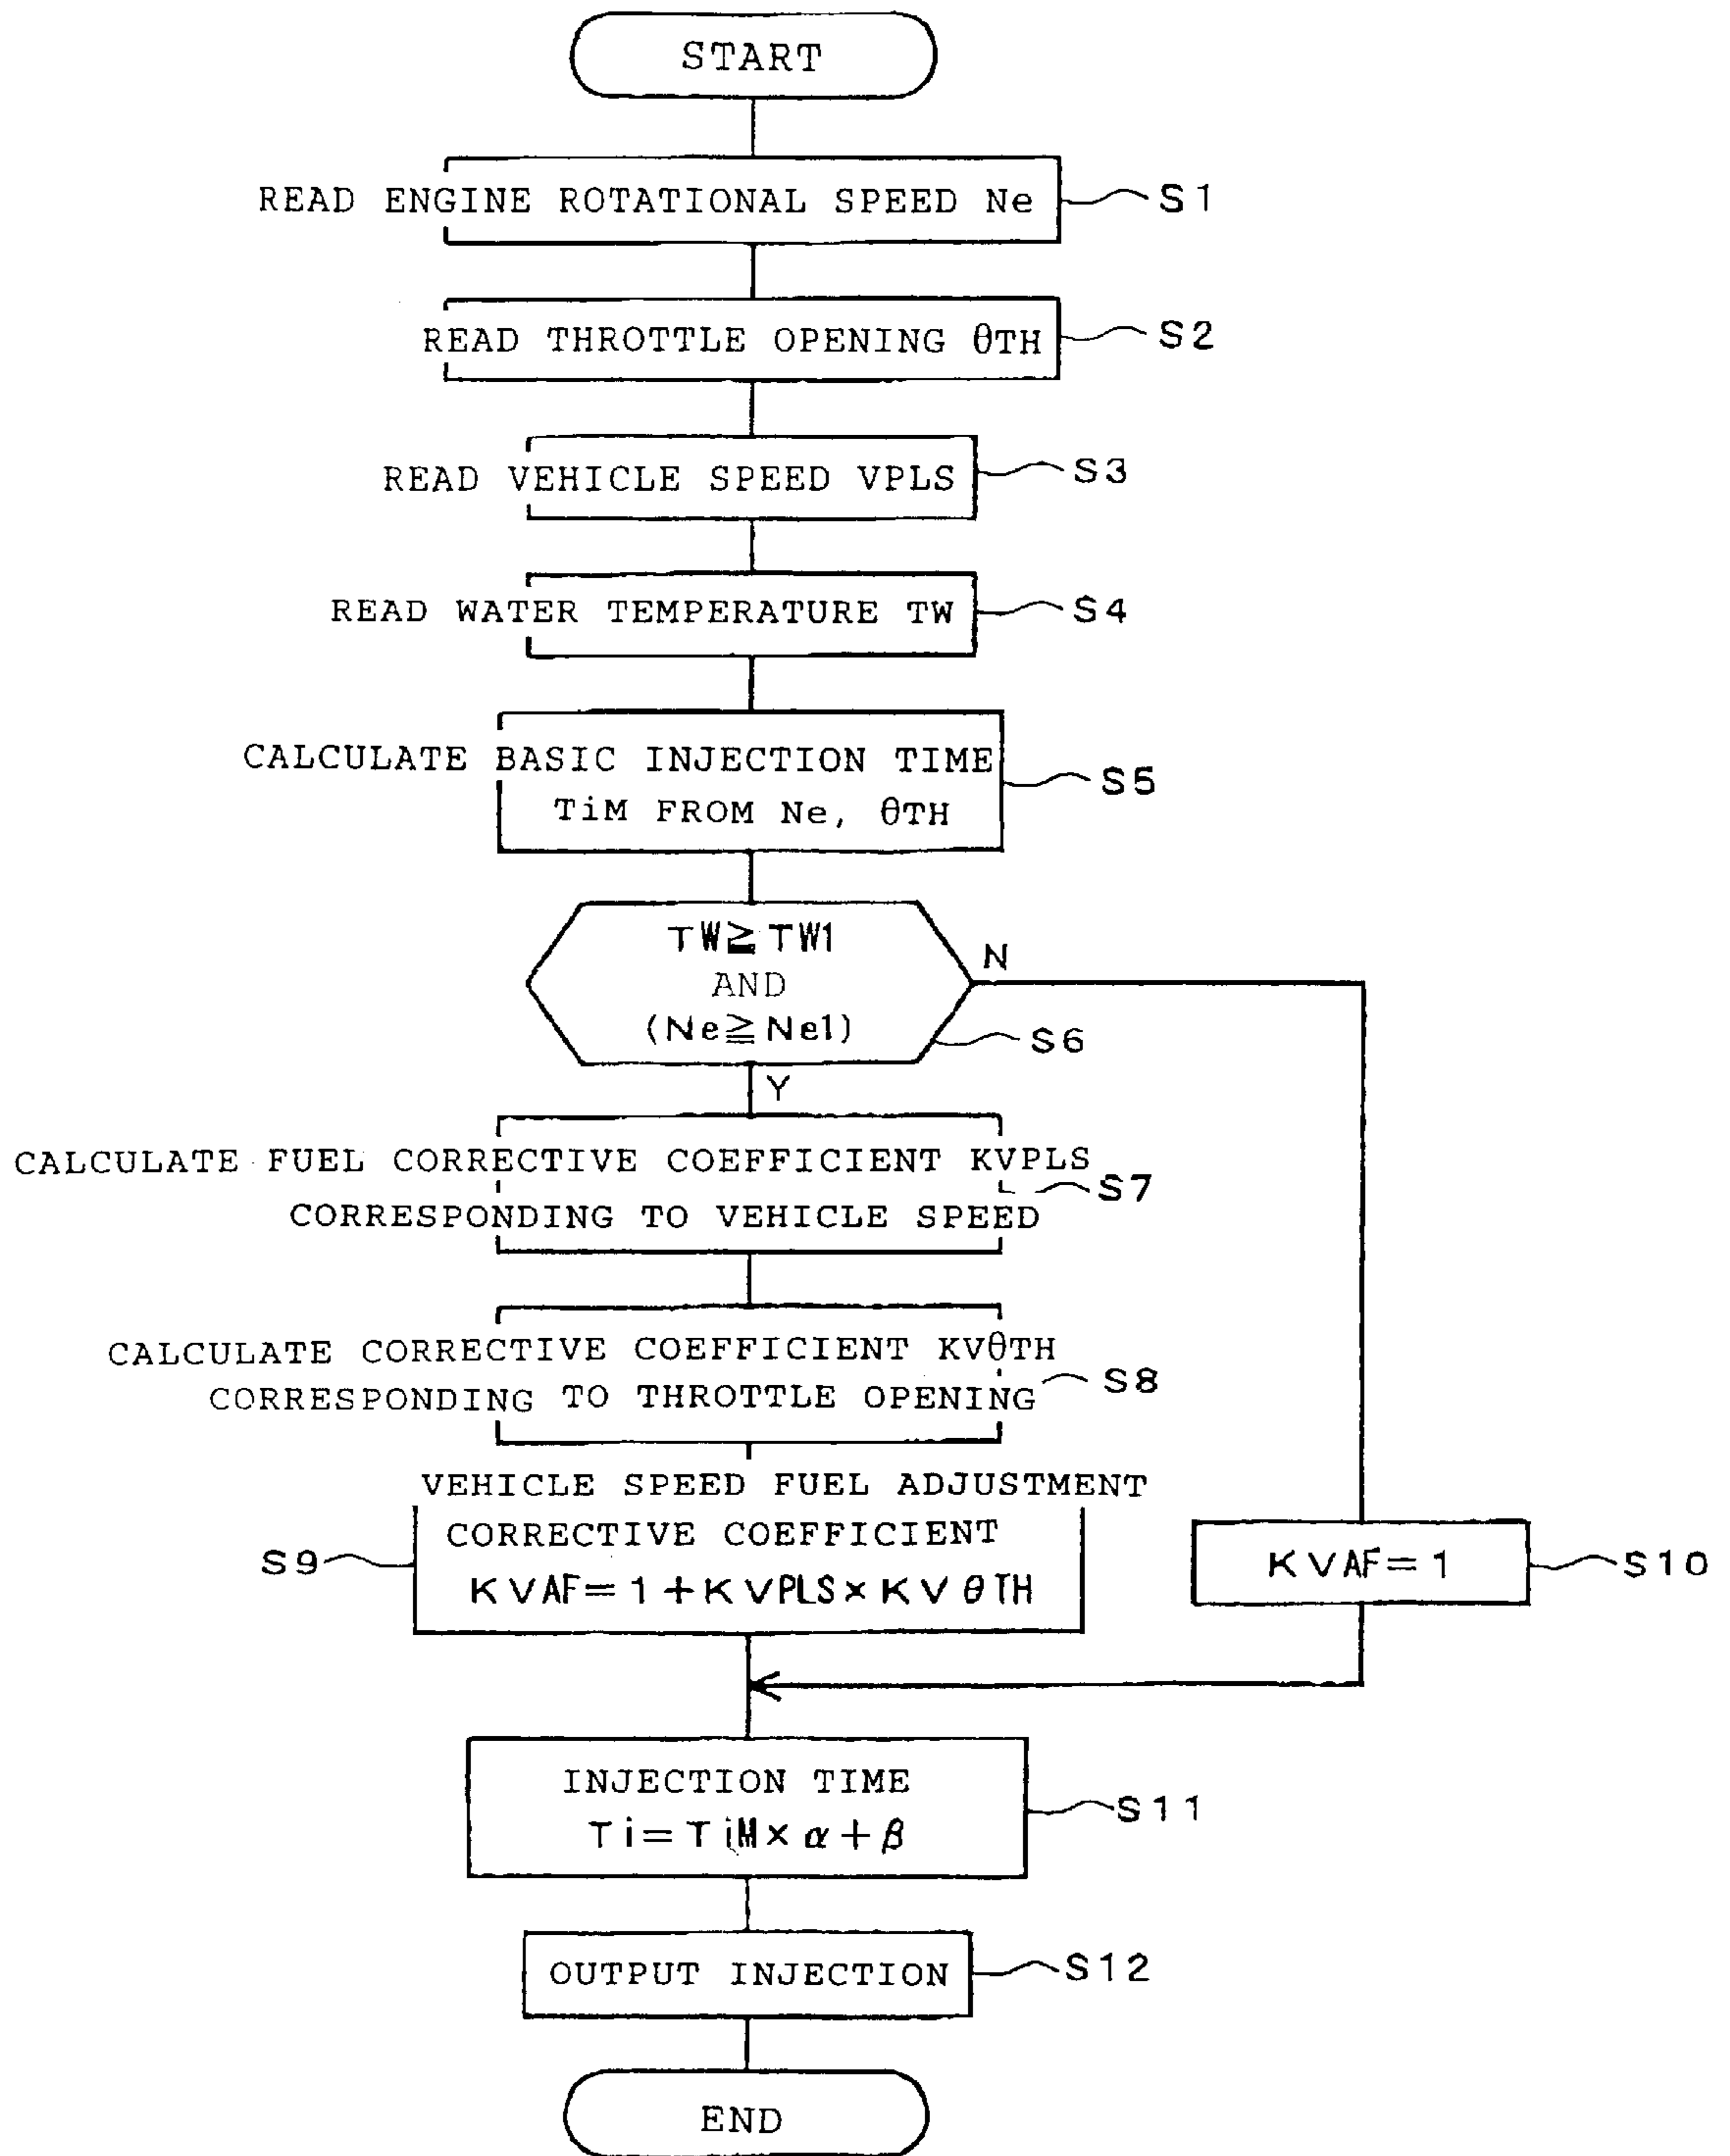 START
READ ENGINE ROTATIONAL SPEED Ne
S1
READ THROTTLE OPENING θTH
S2
READ VEHICLE SPEED VPLS
S3
READ WATER TEMPERATURE TW
S4
CALCULATE BASIC INJECTION TIME
TiM FROM Ne, θTH
S5
TW≧TW1
AND
(Ne≧Ne1)
N
S6
Y
CALCULATE FUEL CORRECTIVE COEFFICIENT KVPLS
CORRESPONDING TO VEHICLE SPEED
S7
CALCULATE CORRECTIVE COEFFICIENT KVθTH
CORRESPONDING TO THROTTLE OPENING
S8
VEHICLE SPEED FUEL ADJUSTMENT
CORRECTIVE COEFFICIENT
KVAF=1+KVPLS×KVθTH
S9
KVAF=1
S10
INJECTION TIME
Ti=TiM×α+β
S11
OUTPUT INJECTION
S12
END